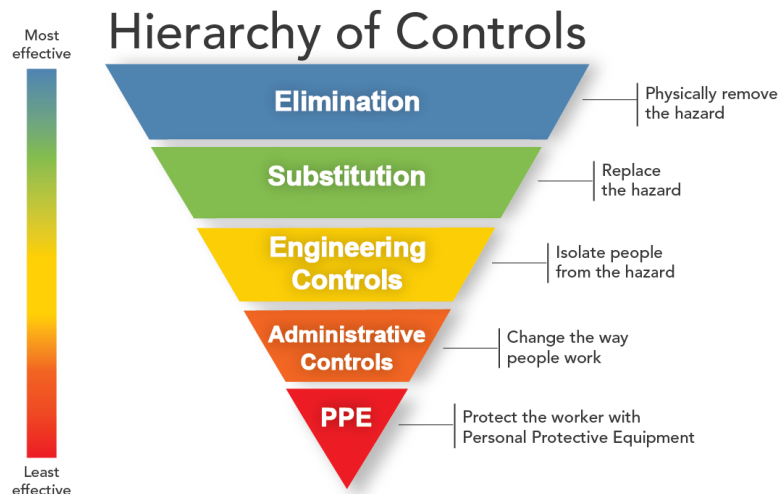 Hierarchy of Controls
Most
effective
Elimination
Physically remove
the hazard
Substitution
Replace
the hazard
Engineering
Controls
Isolate people
from the hazard
Administrative
Controls
Change the way
people work
PPE
Protect the worker with
Personal Protective Equipment
Least
effective